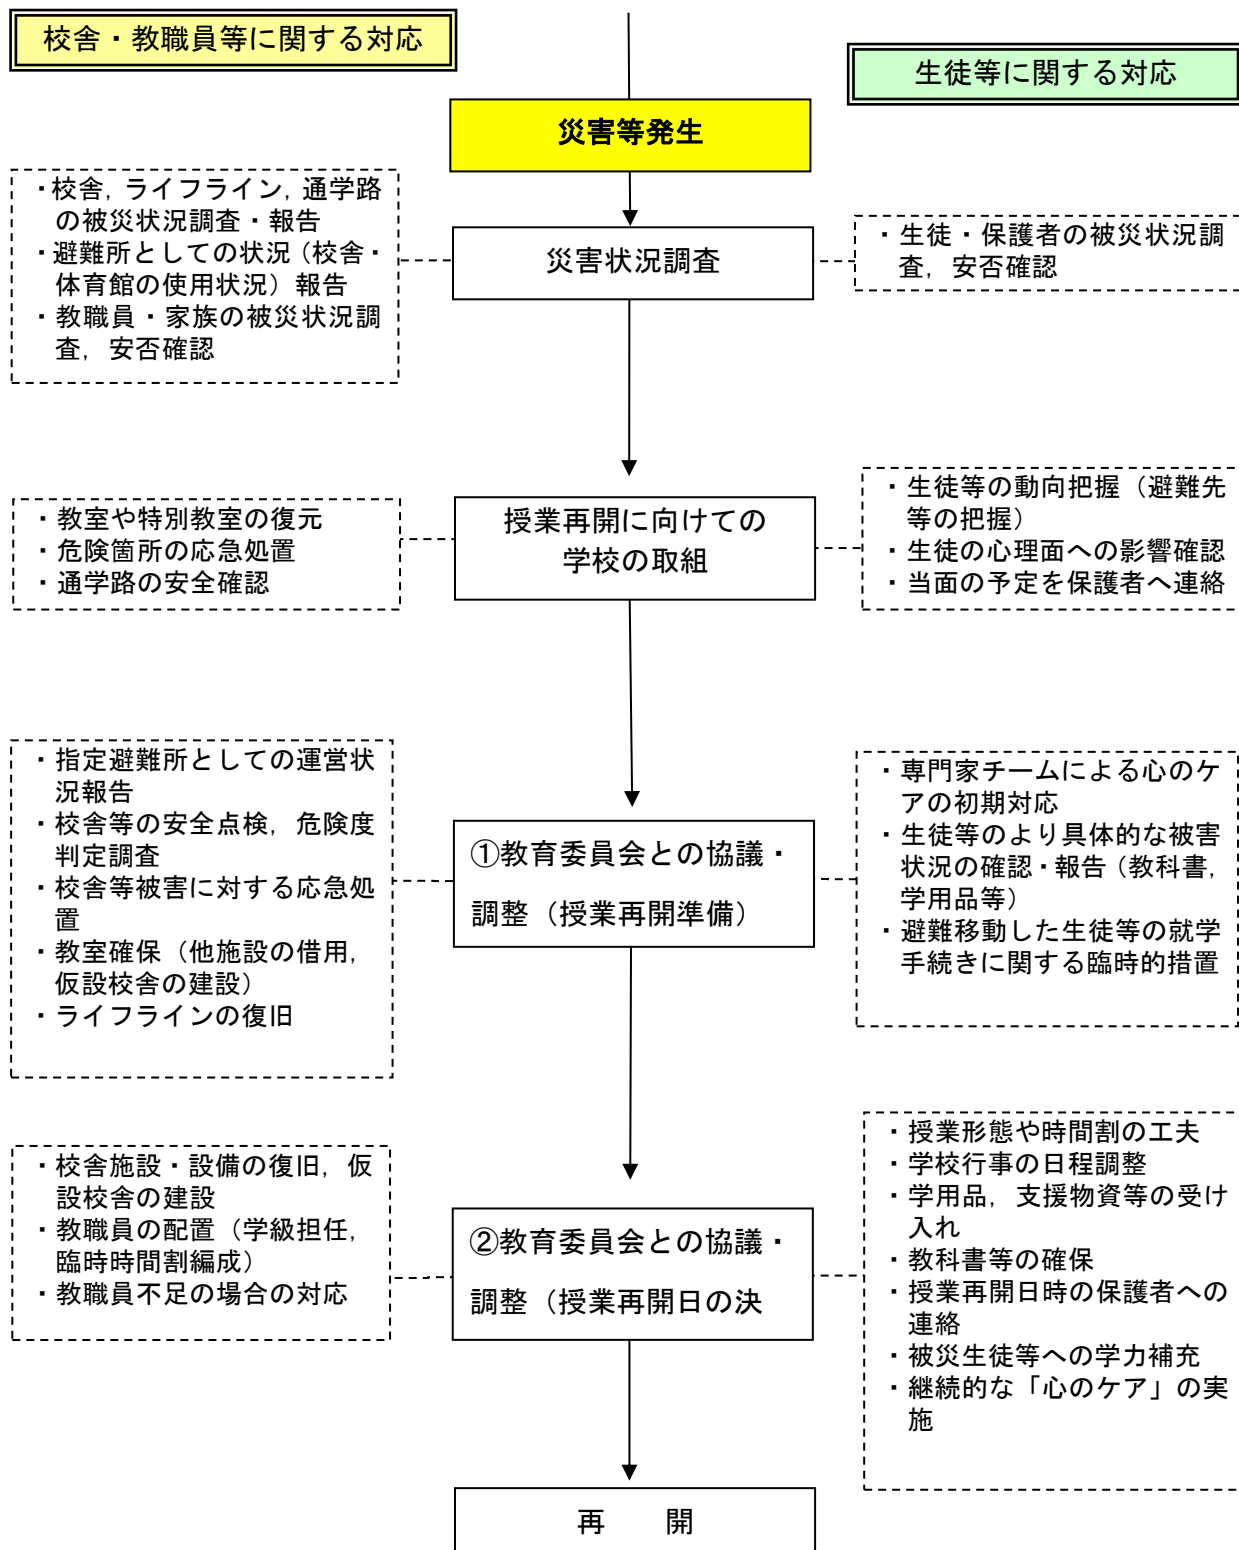 校舎・教職員等に関する対応
生徒等に関する対応
災害等発生
・校舎，ライフライン，通学路
の被災状況調査・報告
・避難所としての状況（校舎・
体育館の使用状況）報告
・教職員・家族の被災状況調
査，安否確認
災害状況調査
・生徒・保護者の被災状況調
査，安否確認
・教室や特別教室の復元
・危険箇所の応急処置
・通学路の安全確認
授業再開に向けての
学校の取組
・生徒等の動向把握（避難先
等の把握）
・生徒の心理面への影響確認
・当面の予定を保護者へ連絡
・指定避難所としての運営状
況報告
・校舎等の安全点検，危険度
判定調査
・校舎等被害に対する応急処
置
・教室確保（他施設の借用，
仮設校舎の建設）
・ライフラインの復旧
①教育委員会との協議・
調整（授業再開準備）
・専門家チームによる心のケ
アの初期対応
・生徒等のより具体的な被害
状況の確認・報告（教科書，
学用品等）
・避難移動した生徒等の就学
手続きに関する臨時的措置
・校舎施設・設備の復旧，仮
設校舎の建設
・教職員の配置（学級担任，
臨時時間割編成）
・教職員不足の場合の対応
②教育委員会との協議・
調整（授業再開日の決
・授業形態や時間割の工夫
・学校行事の日程調整
・学用品，支援物資等の受け
入れ
・教科書等の確保
・授業再開日時の保護者への
連絡
・被災生徒等への学力補充
・継続的な「心のケア」の実
施
再　　開